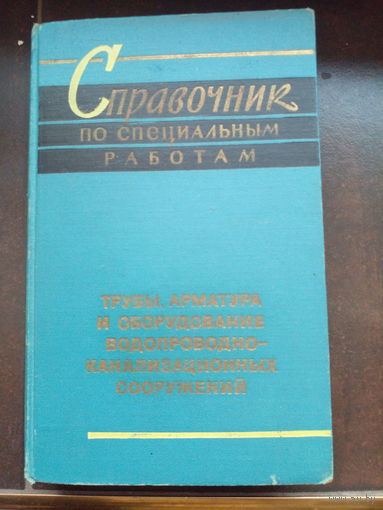 Справочник
ПО СПЕЦИАЛЬНЫМ
РАБОТАМ
ТРУБЫ, АРМАТУРА
И ОБОРУДОВАНИЕ
ВОДОПРОВОДНО-
КАНАЛИЗАЦИОННЫХ
СООРУЖЕНИЙ